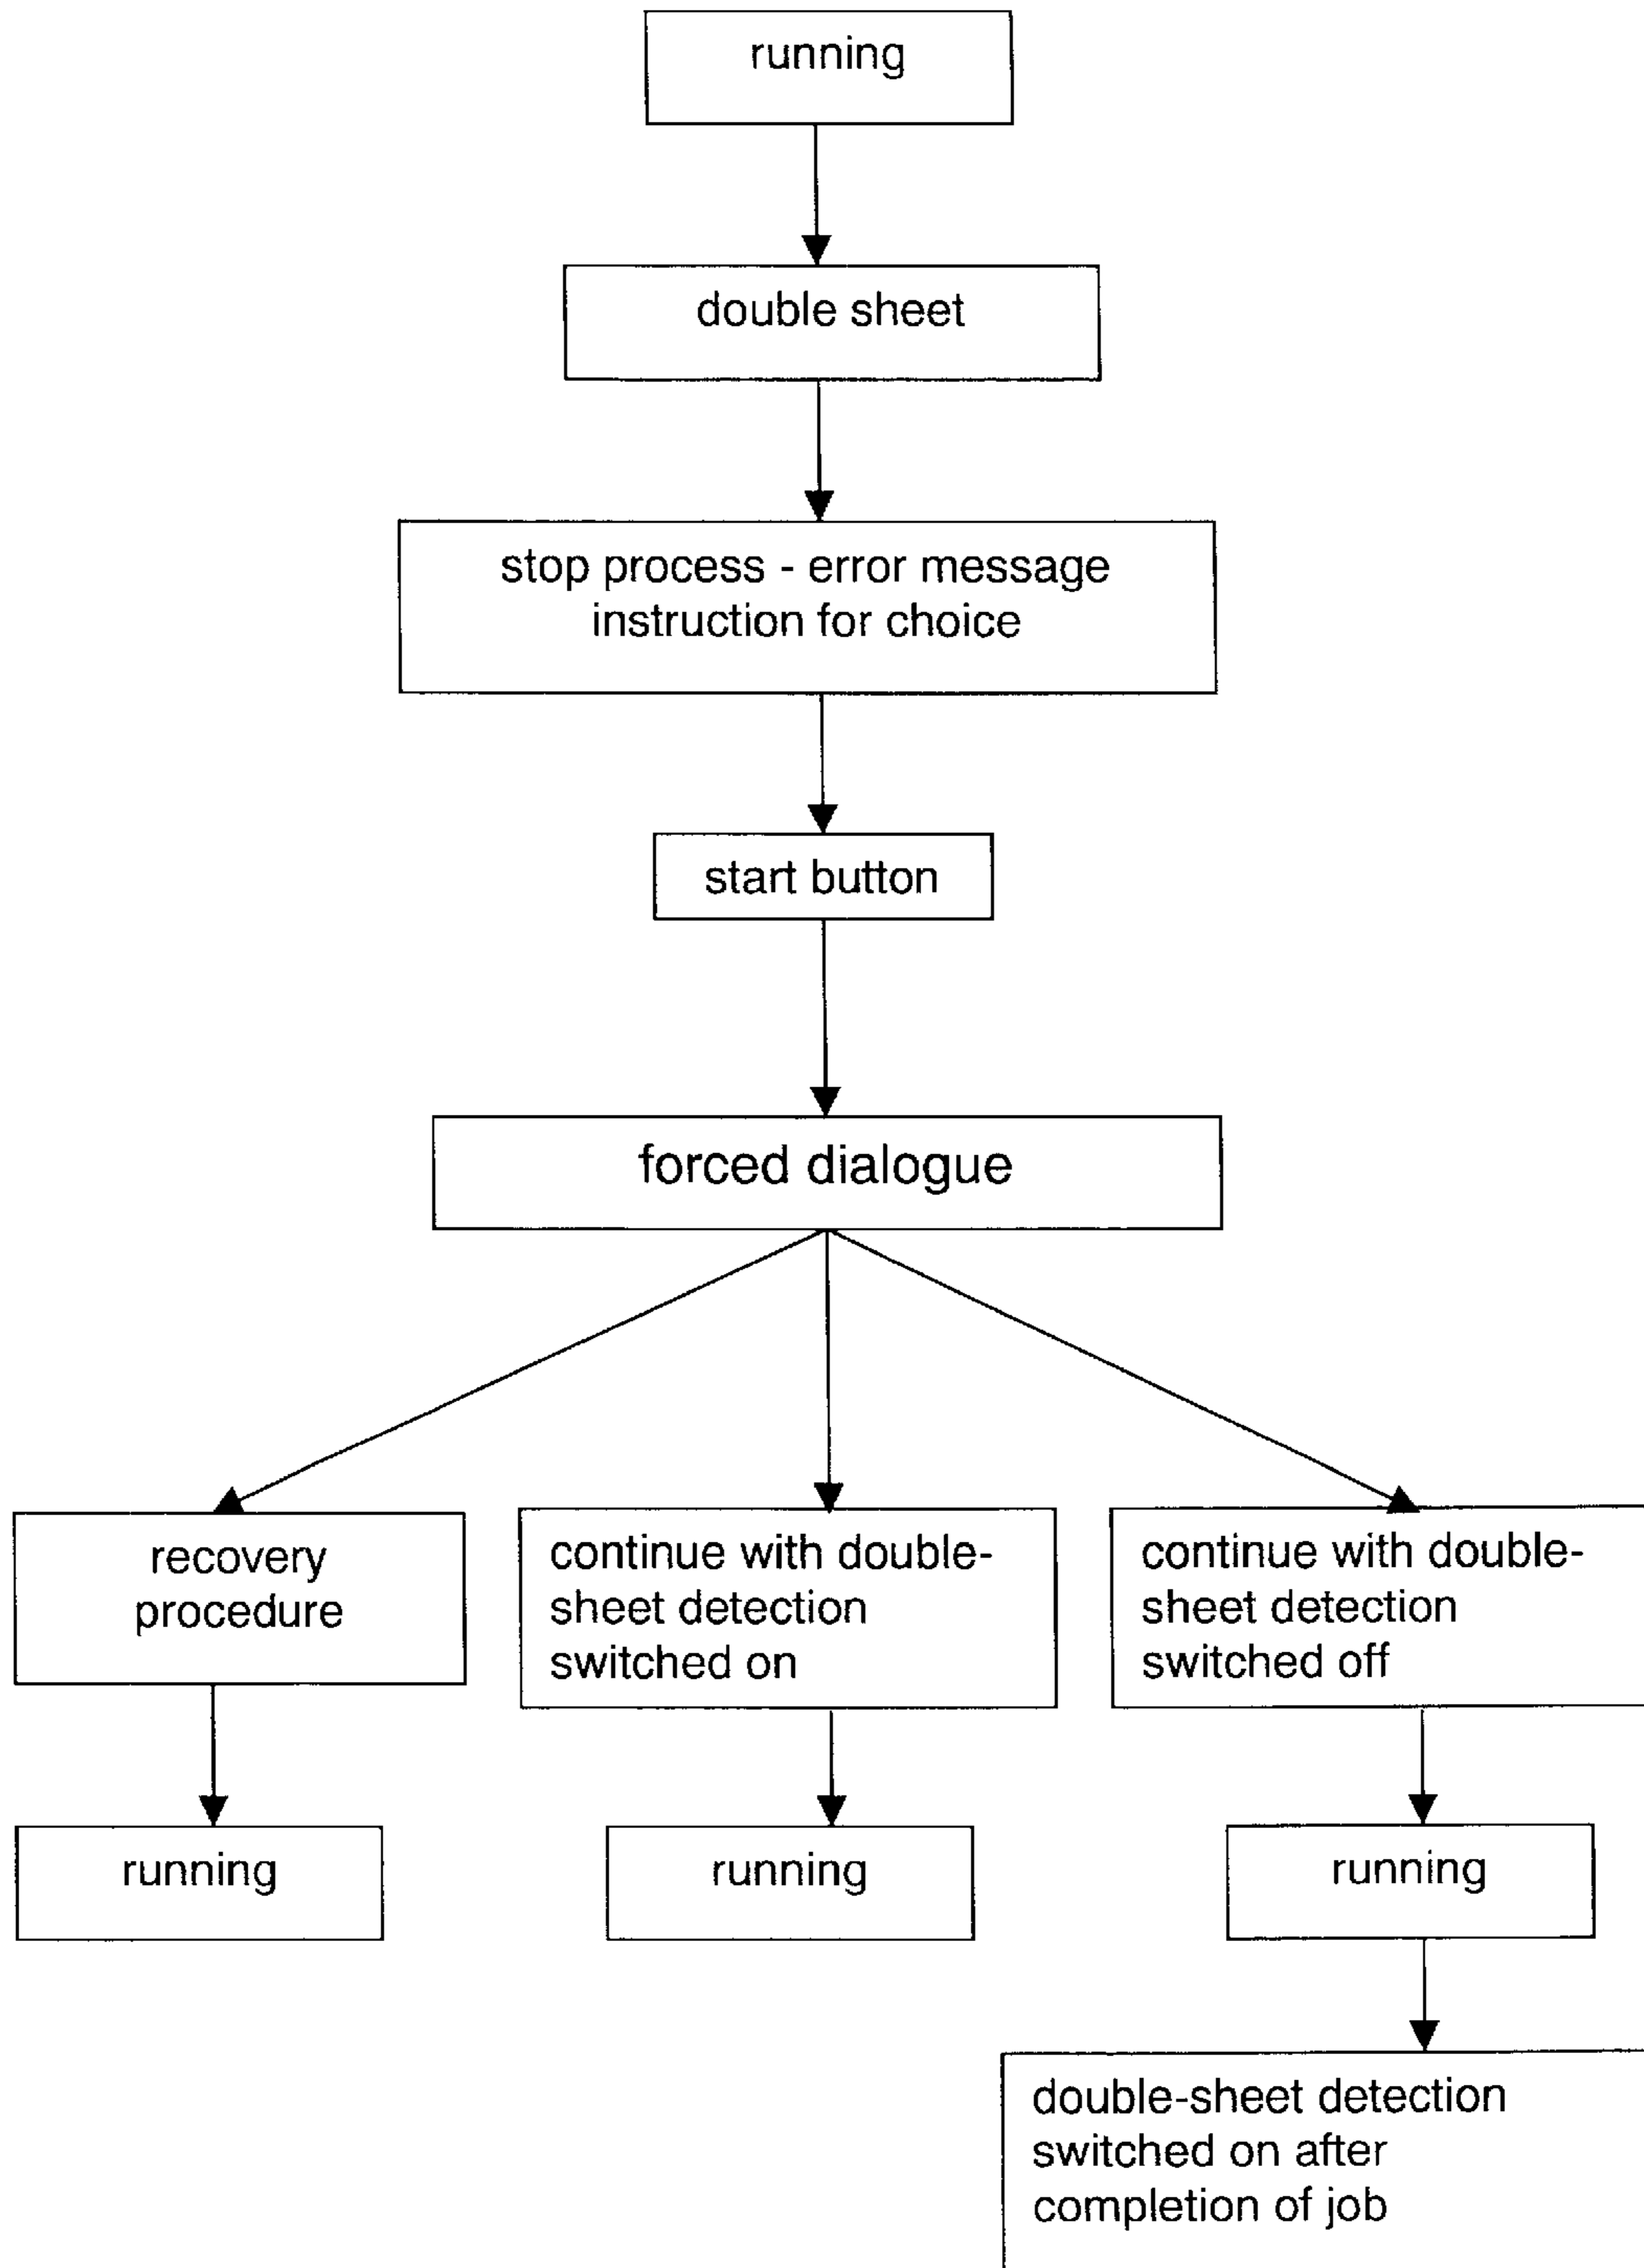 running
double sheet
stop process - error message
instruction for choice
start button
forced dialogue
recovery
procedure
continue with double-
sheet detection
switched on
continue with double-
sheet detection
switched off
running
running
running
double-sheet detection
switched on after
completion of job